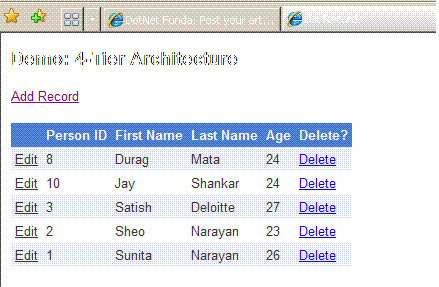 DotNet Funda: Post your art...
Demo: 4-Tier Architecture
Add Record
Person ID First Name Last Name Age Delete?
Edit 8 Durag Mata 24 Delete
Edit 10 Jay Shankar 24 Delete
Edit 3 Satish Deloitte 27 Delete
Edit 2 Sheo Narayan 23 Delete
Edit 1 Sunita Narayan 26 Delete